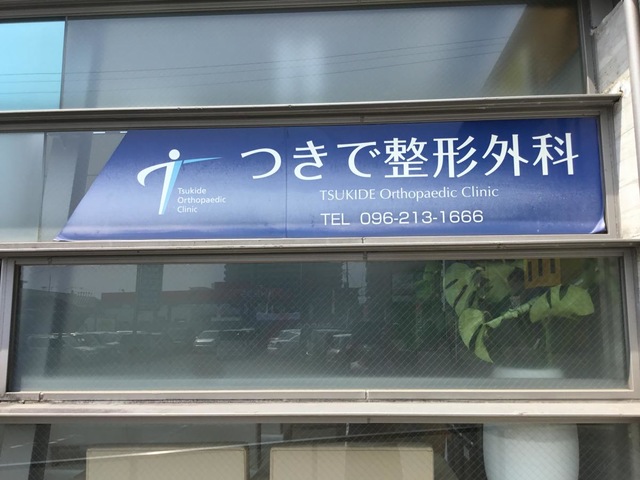 つきで整形外科
Tsukide
Orthopaedic
Clinic
TSUKIDE Orthopaedic Clinic
TEL 096-213-1666